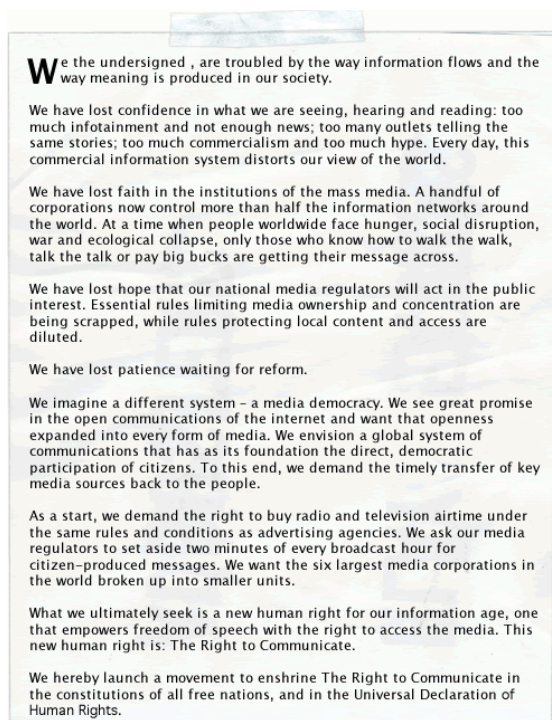 We the undersigned , are troubled by the way information flows and the
way meaning is produced in our society.
We have lost confidence in what we are seeing, hearing and reading: too
much infotainment and not enough news; too many outlets telling the
same stories; too much commercialism and too much hype. Every day, this
commercial information system distorts our view of the world.
We have lost faith in the institutions of the mass media. A handful of
corporations now control more than half the information networks around
the world. At a time when people worldwide face hunger, social disruption,
war and ecological collapse, only those who know how to walk the walk,
talk the talk or pay big bucks are getting their message across.
We have lost hope that our national media regulators will act in the public
interest. Essential rules limiting media ownership and concentration are
being scrapped, while rules protecting local content and access are
diluted.
We have lost patience waiting for reform.
We imagine a different system – a media democracy. We see great promise
in the open communications of the internet and want that openness
expanded into every form of media. We envision a global system of
communications that has as its foundation the direct, democratic
participation of citizens. To this end, we demand the timely transfer of key
media sources back to the people.
As a start, we demand the right to buy radio and television airtime under
the same rules and conditions as advertising agencies. We ask our media
regulators to set aside two minutes of every broadcast hour for
citizen-produced messages. We want the six largest media corporations in
the world broken up into smaller units.
What we ultimately seek is a new human right for our information age, one
that empowers freedom of speech with the right to access the media. This
new human right is: The Right to Communicate.
We hereby launch a movement to enshrine The Right to Communicate in
the constitutions of all free nations, and in the Universal Declaration of
Human Rights.